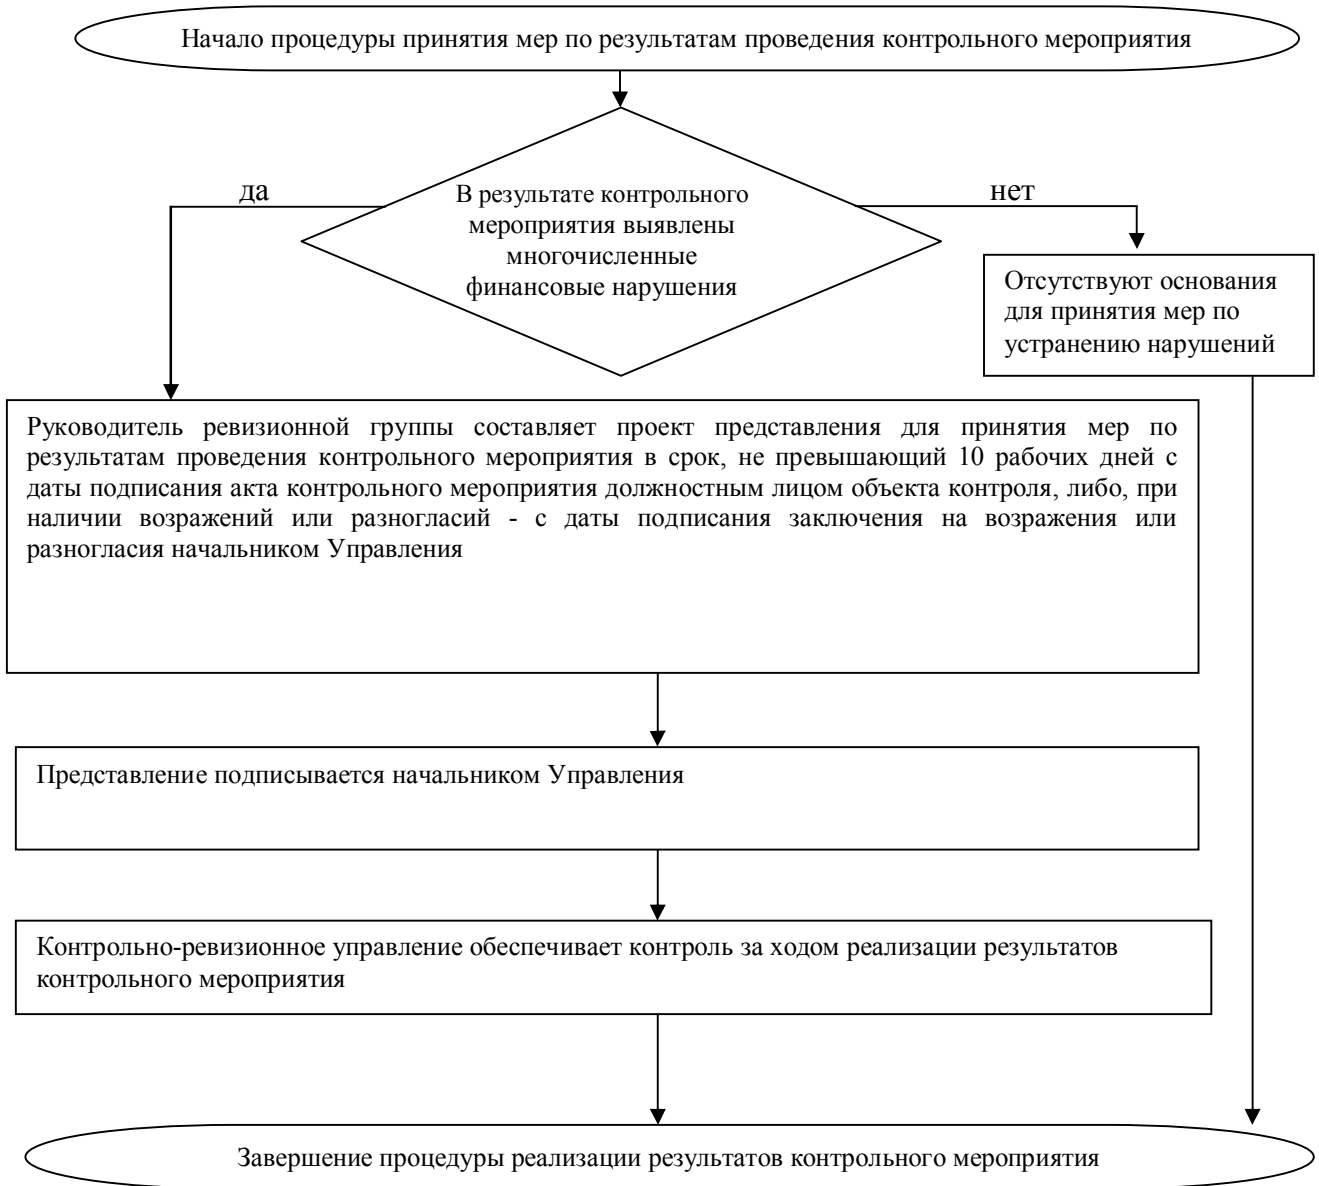 Начало процедуры принятия мер по результатам проведения контрольного мероприятия
да
В результате контрольного
мероприятия выявлены
многочисленные
финансовые нарушения
нет
Отсутствуют основания
для принятия мер по
устранению нарушений
Руководитель ревизионной группы составляет проект представления для принятия мер по
результатам проведения контрольного мероприятия в срок, не превышающий 10 рабочих дней с
даты подписания акта контрольного мероприятия должностным лицом объекта контроля, либо, при
наличии возражений или разногласий - с даты подписания заключения на возражения или
разногласия начальником Управления
Представление подписывается начальником Управления
Контрольно-ревизионное управление обеспечивает контроль за ходом реализации результатов
контрольного мероприятия
Завершение процедуры реализации результатов контрольного мероприятия